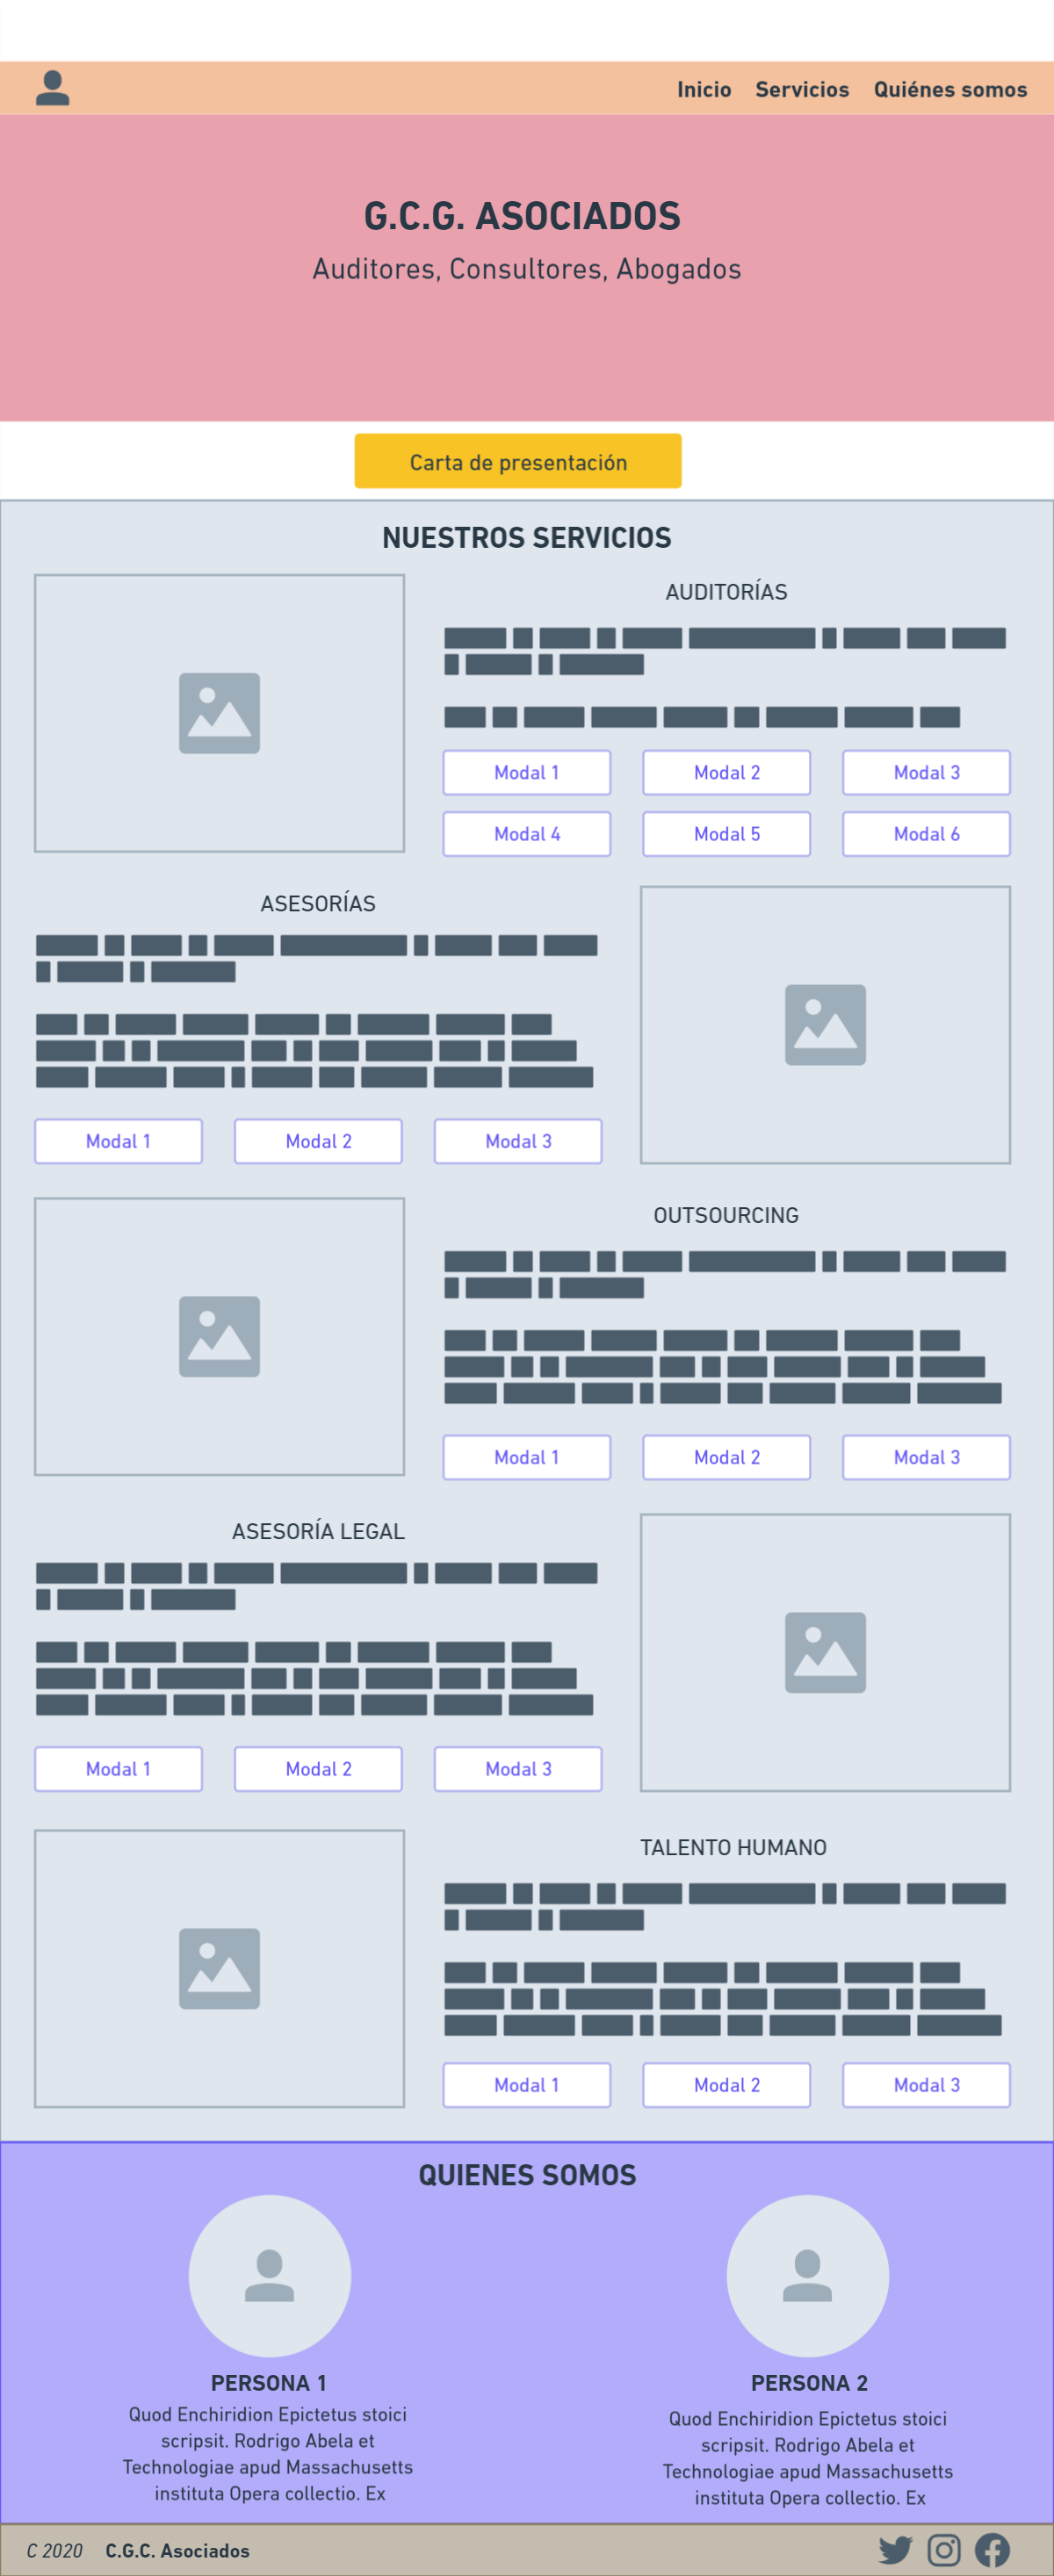 Inicio Servicios Quiénes somos
G.C.G. ASOCIADOS
Auditores, Consultores, Abogados
Carta de presentación
NUESTROS SERVICIOS
AUDITORÍAS
Modal 1 Modal 2 Modal 3
Modal 4 Modal 5 Modal 6
ASESORÍAS
Modal 1 Modal 2 Modal 3
OUTSOURCING
Modal 1 Modal 2 Modal 3
ASESORÍA LEGAL
Modal 1 Modal 2 Modal 3
TALENTO HUMANO
Modal 1 Modal 2 Modal 3
QUIENES SOMOS
PERSONA 1
Quod Enchiridion Epictetus stoici
scripsit. Rodrigo Abela et
Technologiae apud Massachusetts
instituta Opera collectio. Ex
PERSONA 2
Quod Enchiridion Epictetus stoici
scripsit. Rodrigo Abela et
Technologiae apud Massachusetts
instituta Opera collectio. Ex
C 2020 C.G.C. Asociados